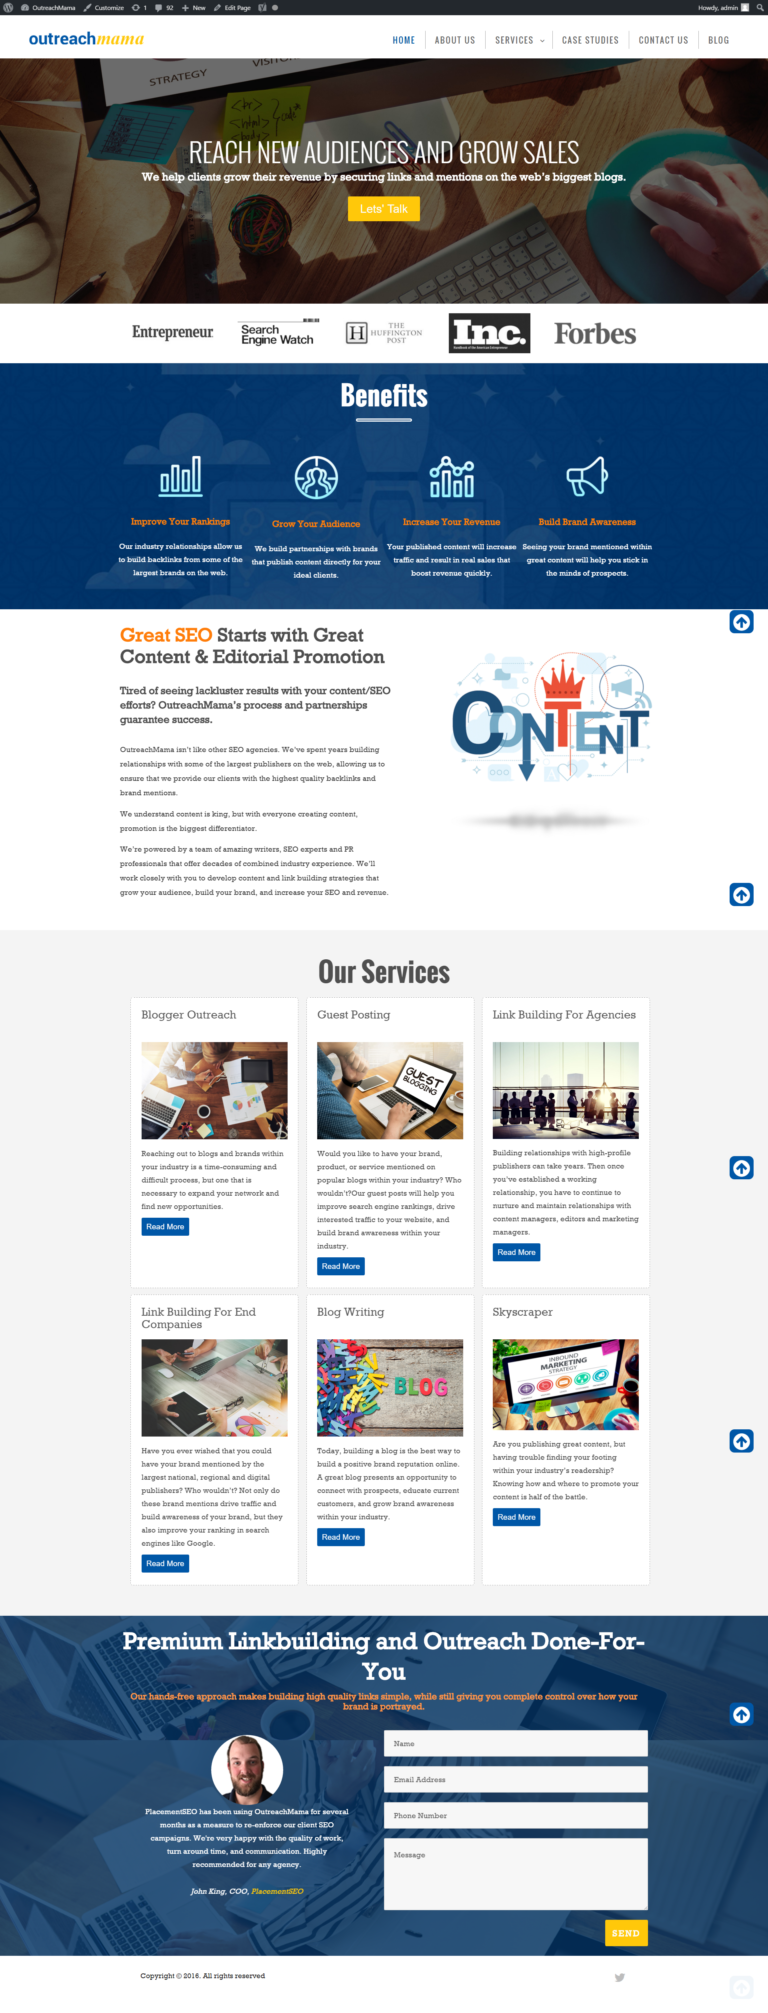 OutreachMama Customize 1 92 New Edit Page Howdy, admin
outreachmama
HOME ABOUT US SERVICES CASE STUDIES CONTACT US BLOG
STRATEGY
REACH NEW AUDIENCES AND GROW SALES
We help clients grow their revenue by securing links and mentions on the web's biggest blogs.
Lets' Talk
Entrepreneur
Search
Engine Watch
H THE
HUFFINGTON
POST
Inc.
Forbes
Benefits
Improve Your Rankings
Our industry relationships allow us
to build backlinks from some of the
largest brands on the web.
Grow Your Audience
We build partnerships with brands
that publish content directly for your
ideal clients.
Increase Your Revenue
Your published content will increase
traffic and result in real sales that
boost revenue quickly.
Build Brand Awareness
Seeing your brand mentioned within
great content will help you stick in
the minds of prospects.
Great SEO Starts with Great
Content & Editorial Promotion
Tired of seeing lackluster results with your content/SEO
efforts? OutreachMama's process and partnerships
guarantee success.
OutreachMama isn't like other SEO agencies. We've spent years building
relationships with some of the largest publishers on the web, allowing us to
ensure that we provide our clients with the highest quality backlinks and
brand mentions.
We understand content is king, but with everyone creating content,
promotion is the biggest differentiator.
We're powered by a team of amazing writers, SEO experts and PR
professionals that offer decades of combined industry experience. We'll
work closely with you to develop content and link building strategies that
grow your audience, build your brand, and increase your SEO and revenue.
CONTENT
Our Services
Blogger Outreach
Reaching out to blogs and brands within
your industry is a time-consuming and
difficult process, but one that is
necessary to expand your network and
find new opportunities.
Read More
Guest Posting
GUEST
BLOGGING
Would you like to have your brand,
product, or service mentioned on
popular blogs within your industry? Who
wouldn't?Our guest posts will help you
improve search engine rankings, drive
interested traffic to your website, and
build brand awareness within your
industry.
Read More
Link Building For Agencies
Building relationships with high-profile
publishers can take years. Then once
you've established a working
relationship, you have to continue to
nurture and maintain relationships with
content managers, editors and marketing
managers.
Read More
Link Building For End
Companies
Have you ever wished that you could
have your brand mentioned by the
largest national, regional and digital
publishers? Who wouldn't? Not only do
these brand mentions drive traffic and
build awareness of your brand, but they
also improve your ranking in search
engines like Google.
Read More
Blog Writing
BLOG
Today, building a blog is the best way to
build a positive brand reputation online.
A great blog presents an opportunity to
connect with prospects, educate current
customers, and grow brand awareness
within your industry.
Read More
Skyscraper
INBOUND
MARKETING
STRATEGY
Are you publishing great content, but
having trouble finding your footing
within your industry's readership?
Knowing how and where to promote your
content is half of the battle.
Read More
Premium Linkbuilding and Outreach Done-For-
You
Our hands-free approach makes building high quality links simple, while still giving you complete control over how your
brand is portrayed.
PlacementSEO has been using OutreachMama for several
months as a measure to re-enforce our client SEO
campaigns. We're very happy with the quality of work,
turn around time, and communication. Highly
recommended for any agency.
John King, COO, PlacementSEO
Name
Email Address
Phone Number
Message
SEND
Copyright © 2016. All rights reserved